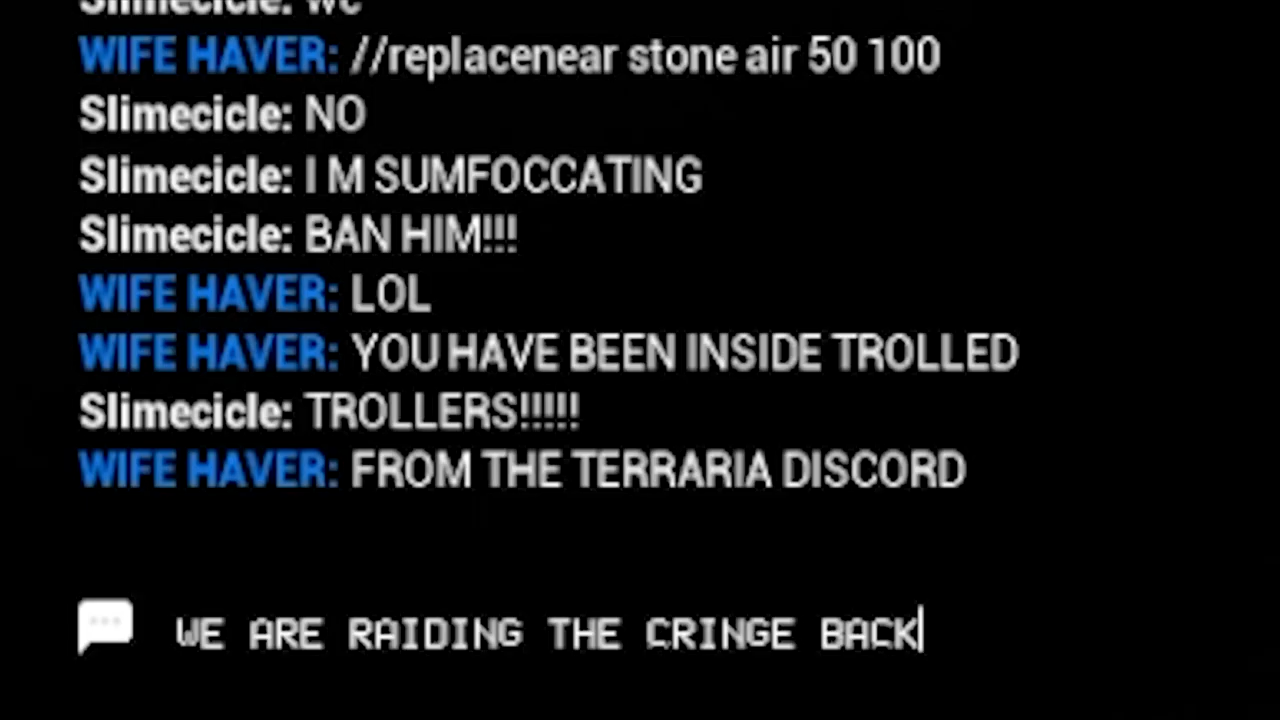 Slimecicle: we
WIFE HAVER: //replacenear stone air 50 100
Slimecicle: NO
Slimecicle: I M SUMFOCCATING
Slimecicle: BAN HIM!!!
WIFE HAVER: LOL
WIFE HAVER: YOU HAVE BEEN INSIDE TROLLED
Slimecicle: TROLLERS!!!!!
WIFE HAVER: FROM THE TERRARIA DISCORD
WE ARE RAIDING THE CRINGE BACK